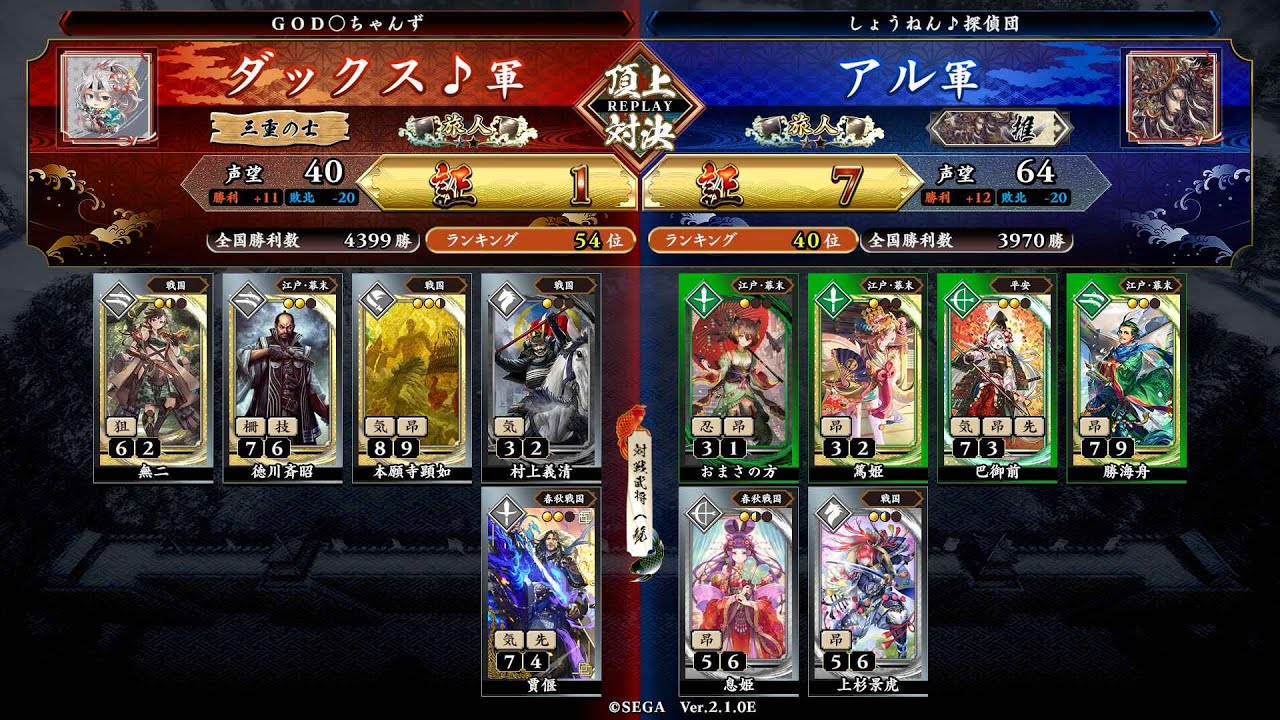 GOD〇ちゃんず
しょうねん♪探偵団
ダックス♪軍
頂上
REPLAY
対決
アル軍
三重の士
旅人
旅人
推
声望 40
勝利 +11 敗北 -20
証 1
証 7
声望 64
勝利 +12 敗北 -20
全国勝利数 4399勝
ランキング 54位
ランキング 40位
全国勝利数 3970勝
戦国
狙
6 2
無二
江戸・幕末
柵 技
7 6
徳川斉昭
戦国
気 昂
8 9
本願寺顕如
戦国
気
3 2
村上義清
江戸・幕末
忍 昂
3 1
おまさの方
江戸・幕末
昂
3 2
篤姫
平安
気 昂 先
7 3
巴御前
江戸・幕末
昂
7 9
勝海舟
対戦武将一覧
春秋戦国
気 先
7 4
賈偃
春秋戦国
昂
5 6
息姫
戦国
昂
5 6
上杉景虎
©SEGA Ver.2.1.0E